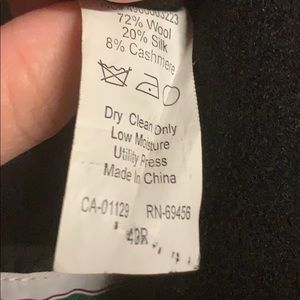 72% Wool
20% Silk
8% Cashmere
Dry Clean Only
Low Moisture
Utility Press
Made In China
CA-01129 RN-69456
40R